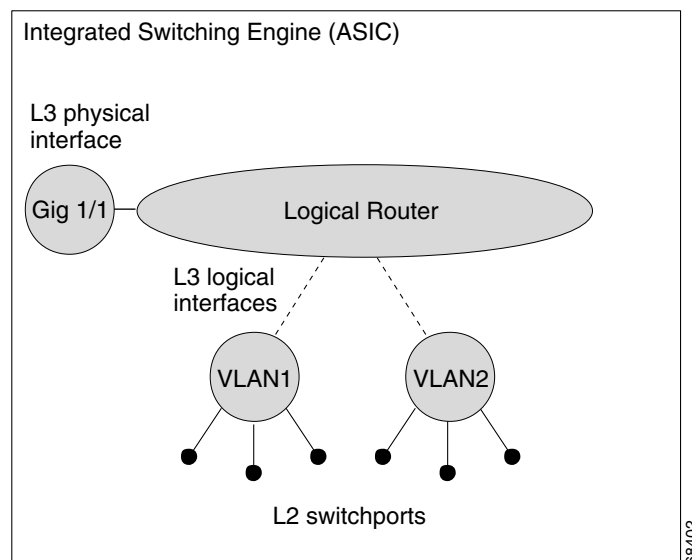 Integrated Switching Engine (ASIC)
L3 physical
interface
Gig 1/1
Logical Router
L3 logical
interfaces
VLAN1
VLAN2
L2 switchports